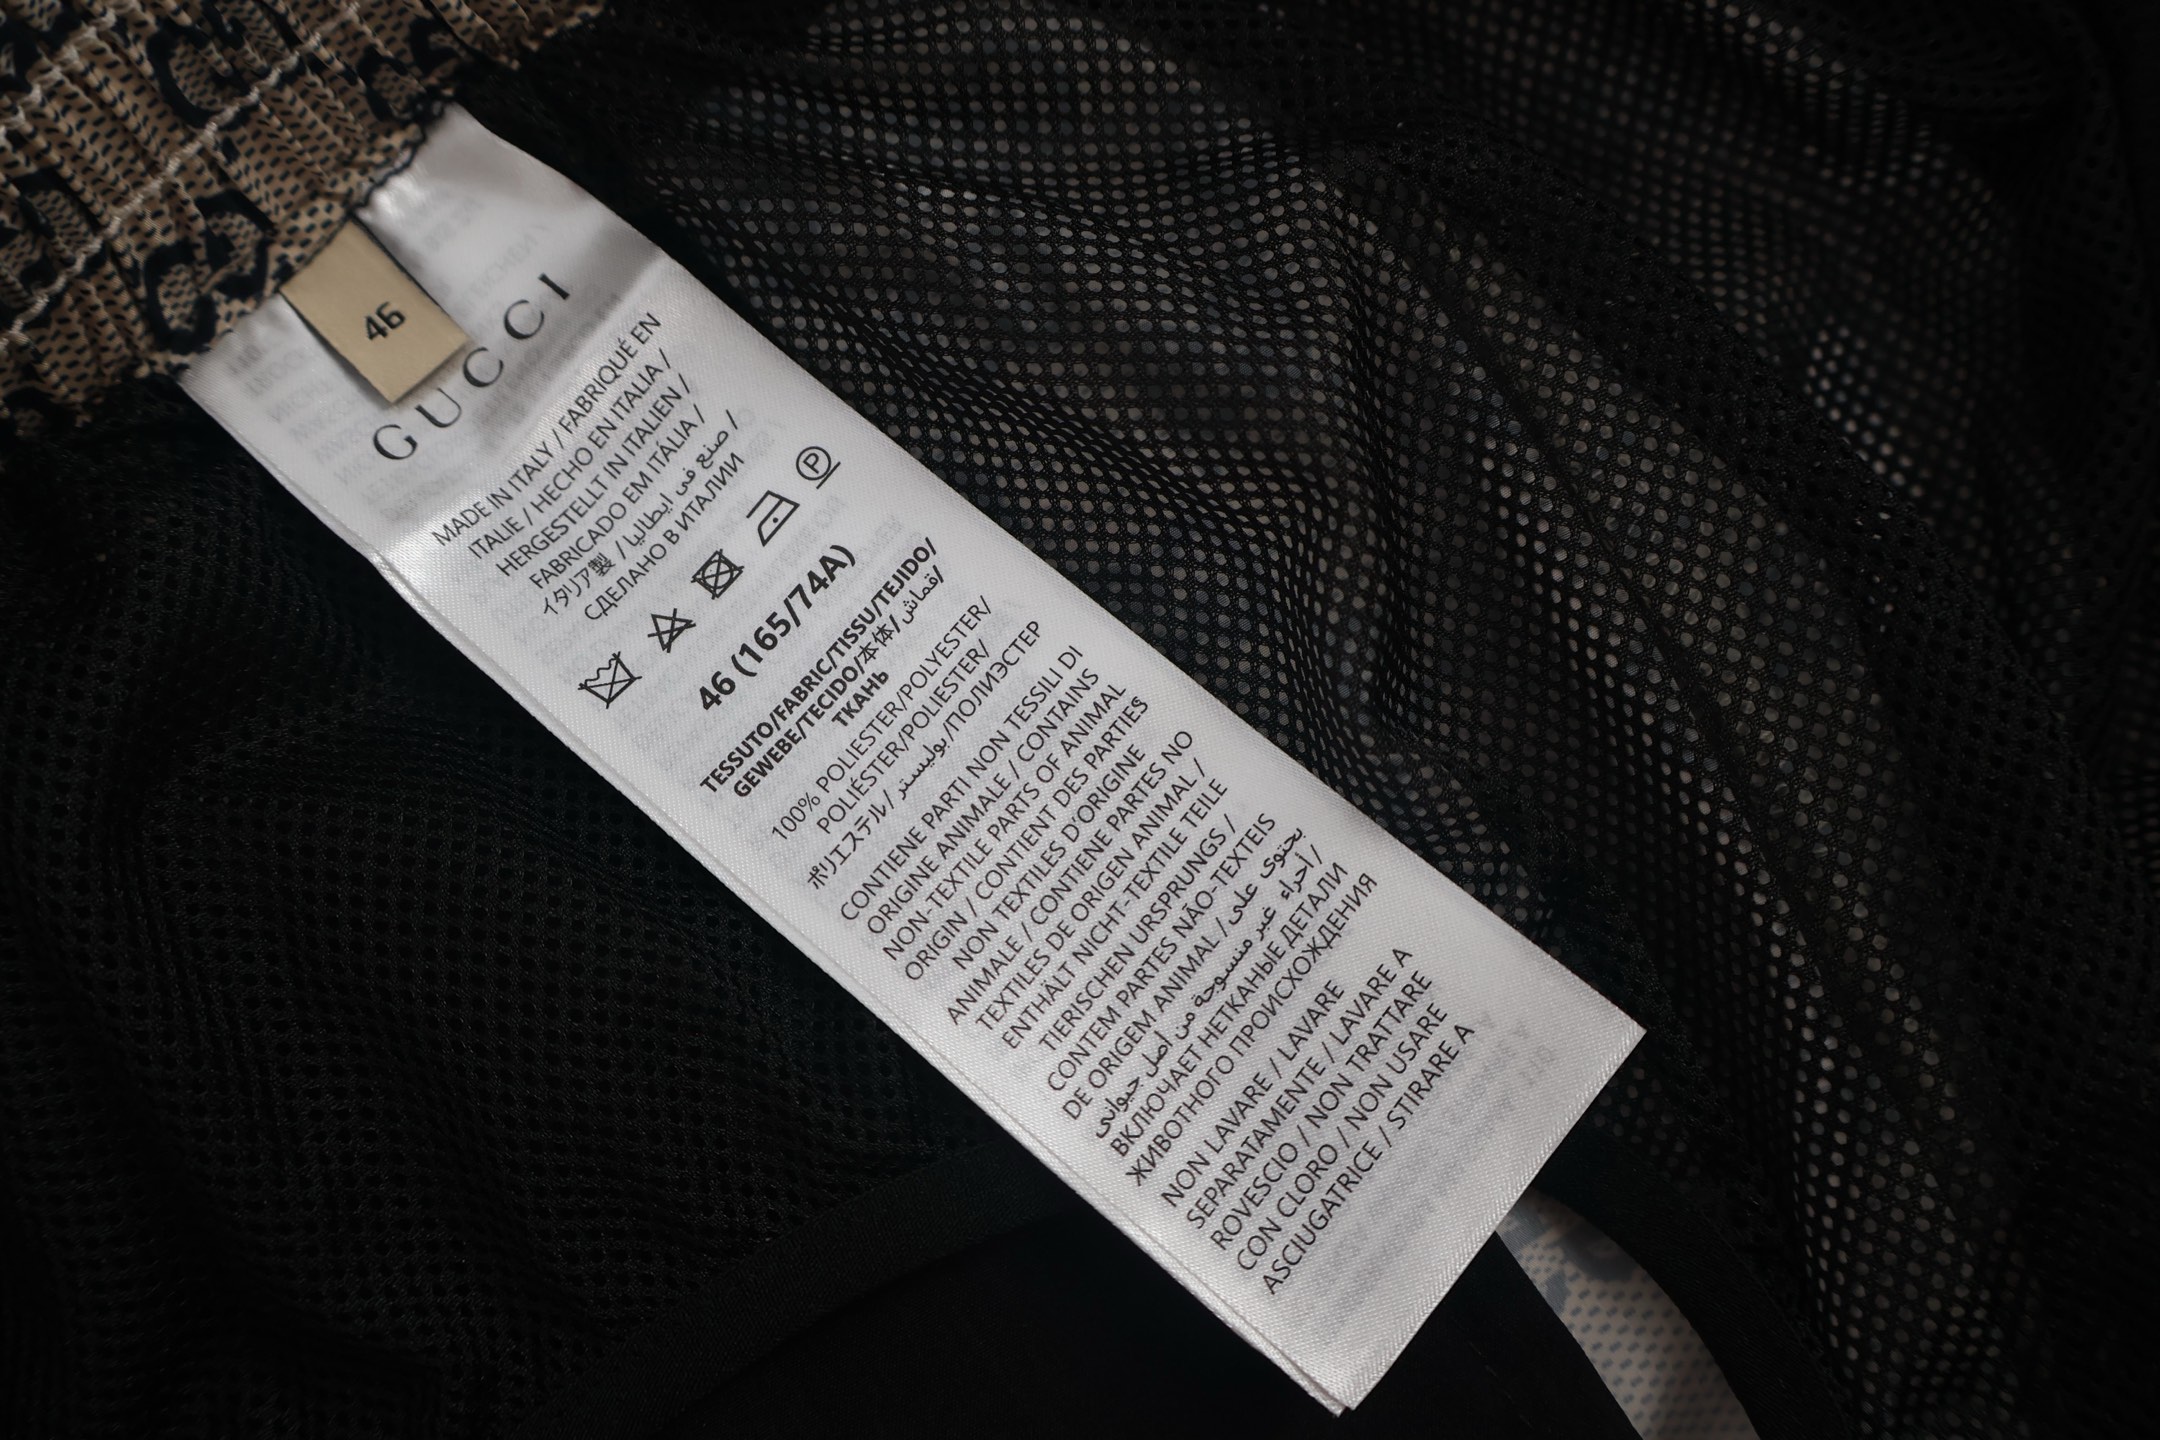 46
GUCCI
MADE IN ITALY / FABRIQUÉ EN
ITALIE / HECHO EN ITALIA /
HERGESTELLT IN ITALIEN /
FABRICADO EM ITÁLIA /
イタリア製 / صنع في ايطاليا /
СДЕЛАНО В ИТАЛИИ
P
46 (165/74A)
TESSUTO/FABRIC/TISSU/TEJIDO/
GEWEBE/TECIDO/本体/قماش/
ТКАНЬ
100% POLIESTER/POLYESTER/
POLYÉSTER/POLIESTER/
ポリエステル/بوليستر/ПОЛИЭСТЕР
CONTIENE PARTI NON TESSILI DI
ORIGINE ANIMALE / CONTAINS
NON-TEXTILE PARTS OF ANIMAL
ORIGIN / CONTIENT DES PARTIES
NON TEXTILES D'ORIGINE
ANIMALE / CONTIENE PARTES NO
TEXTILES DE ORIGEN ANIMAL /
ENTHÄLT NICHT-TEXTILE TEILE
TIERISCHEN URSPRUNGS /
CONTEM PARTES NÃO-TEXTEIS
DE ORIGEM ANIMAL / يحتوى على
أجزاء غير منسوجة من أصل حيواني /
ВКЛЮЧАЕТ НЕТКАНЫЕ ДЕТАЛИ
ЖИВОТНОГО ПРОИСХОЖДЕНИЯ
NON LAVARE / LAVARE
SEPARATAMENTE / LAVARE A
ROVESCIO / NON TRATTARE
CON CLORO / NON USARE
ASCIUGATRICE / STIRARE A